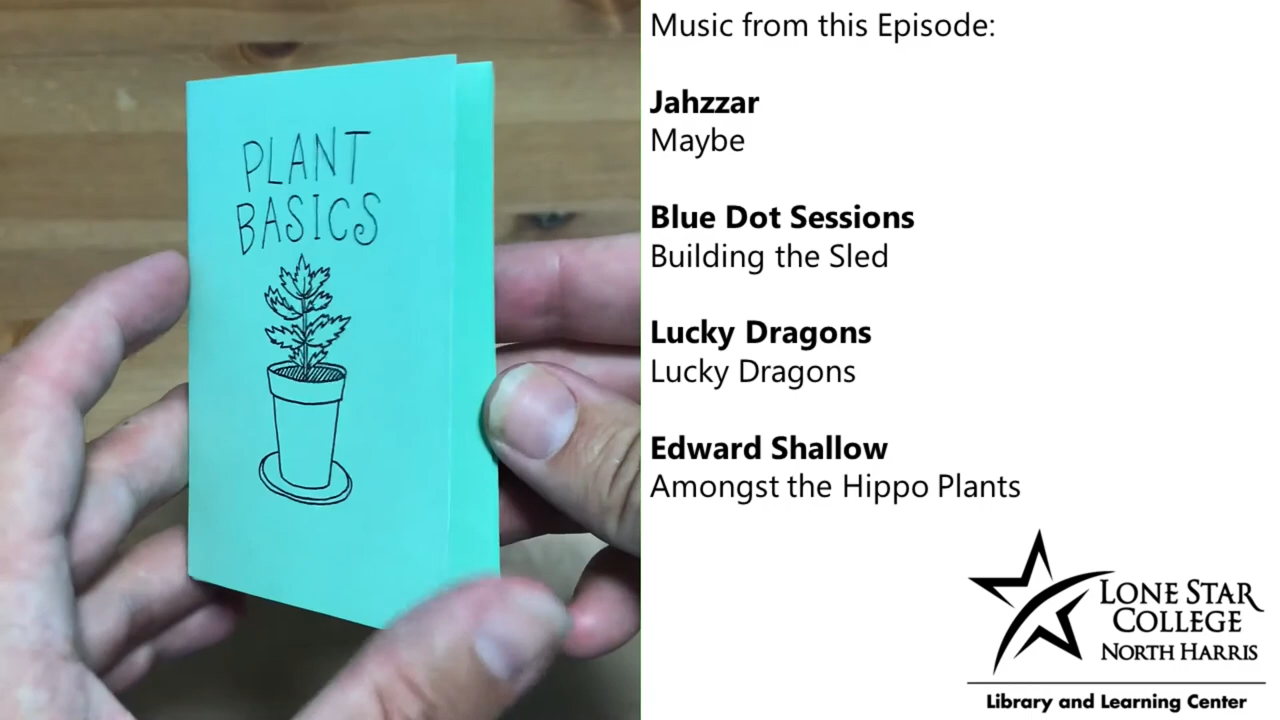 PLANT
BASICS
Music from this Episode:
Jahzzar
Maybe
Blue Dot Sessions
Building the Sled
Lucky Dragons
Lucky Dragons
Edward Shallow
Amongst the Hippo Plants
LONE STAR
COLLEGE
NORTH HARRIS
Library and Learning Center